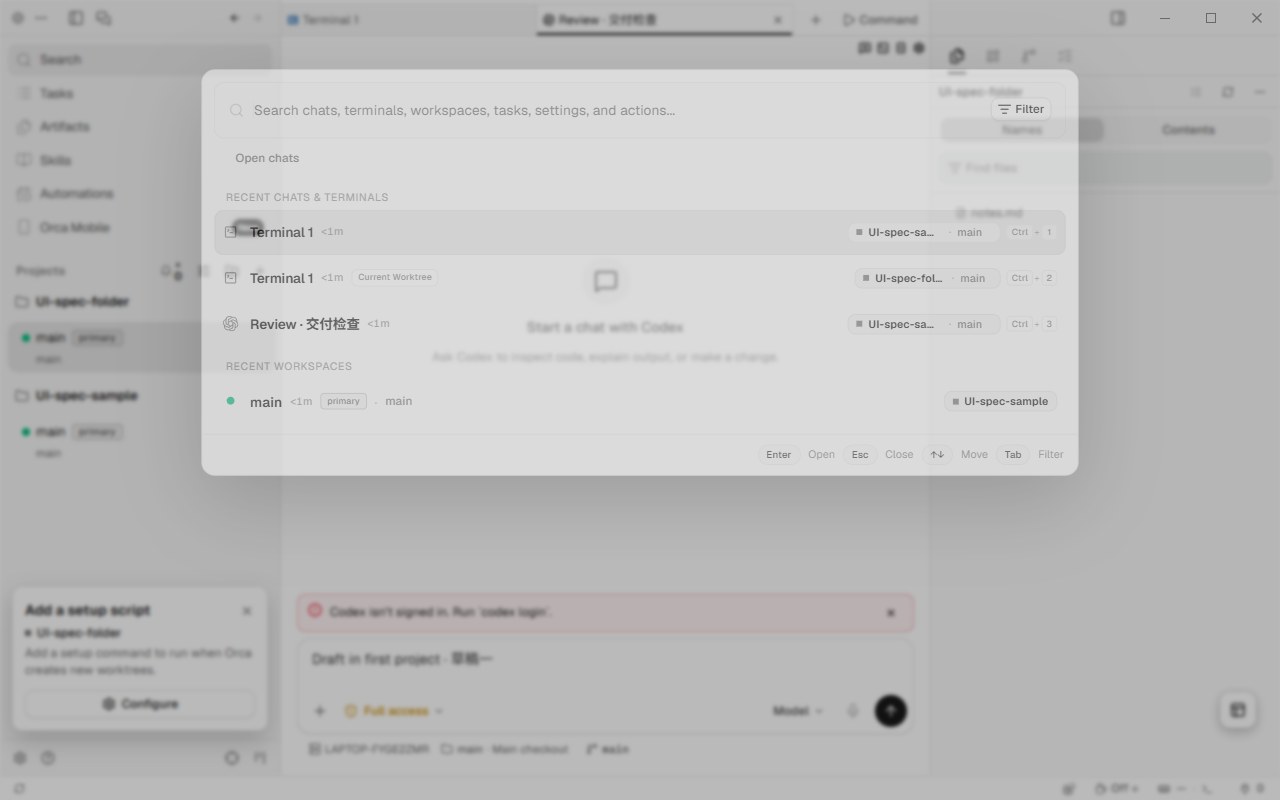 Terminal 1
Review · 交付检查
Command
Search
Tasks
Artifacts
Skills
Automations
Orca Mobile
Projects
UI-spec-folder
main primary
main
UI-spec-sample
main primary
main
Search chats, terminals, workspaces, tasks, settings, and actions...
Filter
Open chats
RECENT CHATS & TERMINALS
Terminal 1 <1m UI-spec-sa... · main Ctrl + 1
Terminal 1 <1m Current Worktree UI-spec-fol... · main Ctrl + 2
Review · 交付检查 <1m UI-spec-sa... · main Ctrl + 3
RECENT WORKSPACES
main <1m primary · main UI-spec-sample
Enter Open Esc Close ↑↓ Move Tab Filter
Start a chat with Codex
Ask Codex to inspect code, explain output, or make a change.
UI-spec-folder
Names Contents
Find files
notes.md
Add a setup script
UI-spec-folder
Add a setup command to run when Orca
creates new worktrees.
Configure
Codex isn't signed in. Run 'codex login'.
Draft in first project · 草稿一
Full access
Model
main · Main checkout
main
Off
0